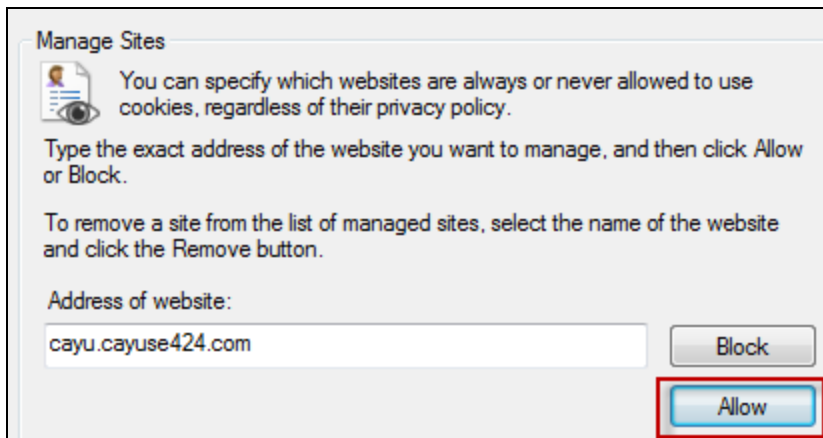 Manage Sites
You can specify which websites are always or never allowed to use
cookies, regardless of their privacy policy.
Type the exact address of the website you want to manage, and then click Allow
or Block.
To remove a site from the list of managed sites, select the name of the website
and click the Remove button.
Address of website:
cayu.cayuse424.com
Block
Allow